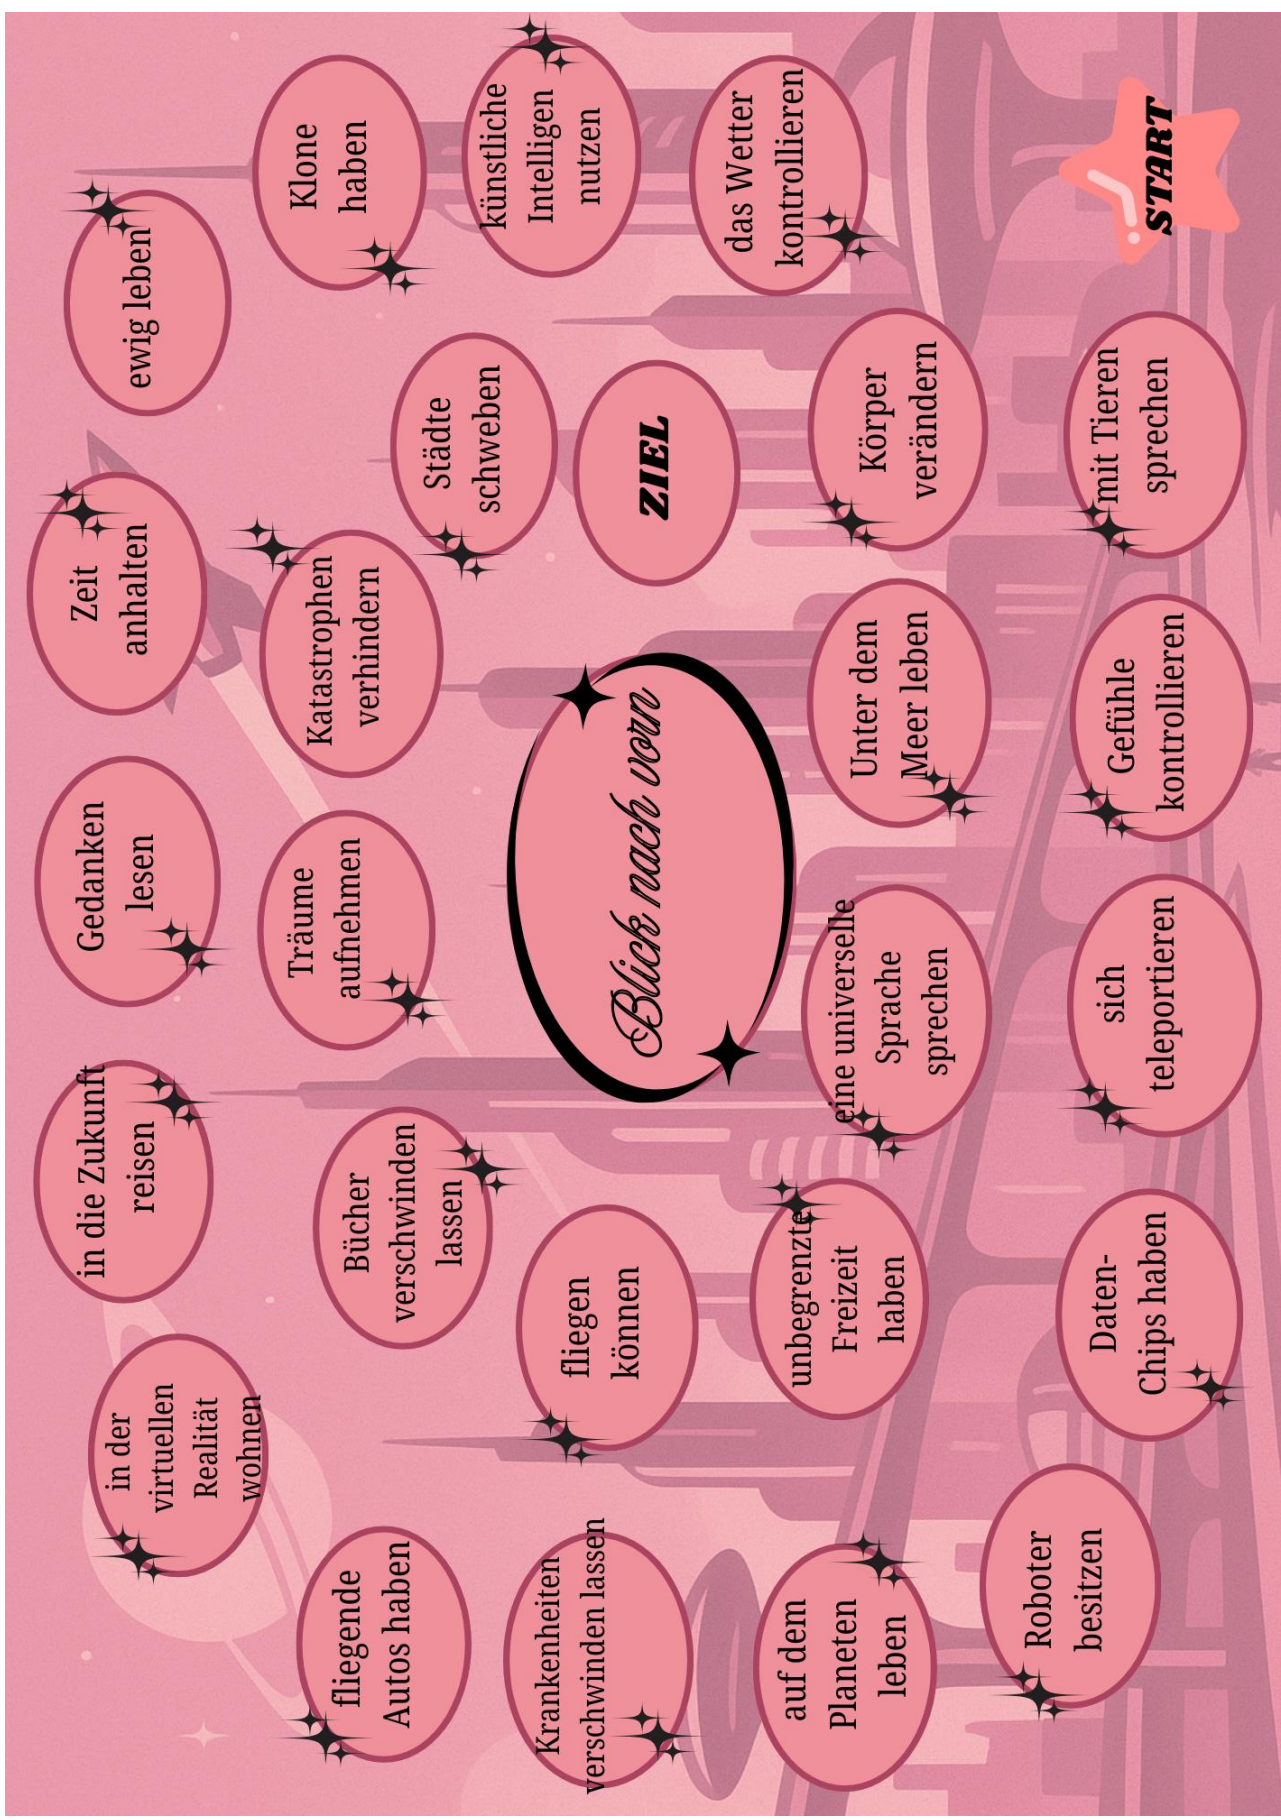 Blick nach vorn
START
mit Tieren
sprechen
Gefühle
kontrollieren
sich
teleportieren
Daten-
Chips haben
Roboter
besitzen
auf dem
Planeten
leben
Krankenheiten
verschwinden lassen
fliegende
Autos haben
in der
virtuellen
Realität
wohnen
in die Zukunft
reisen
Gedanken
lesen
Zeit
anhalten
ewig leben
Klone
haben
künstliche
Intelligen
nutzen
das Wetter
kontrollieren
Körper
verändern
Unter dem
Meer leben
eine universelle
Sprache
sprechen
unbegrenzte
Freizeit
haben
fliegen
können
Bücher
verschwinden
lassen
Träume
aufnehmen
Katastrophen
verhindern
Städte
schweben
ZIEL